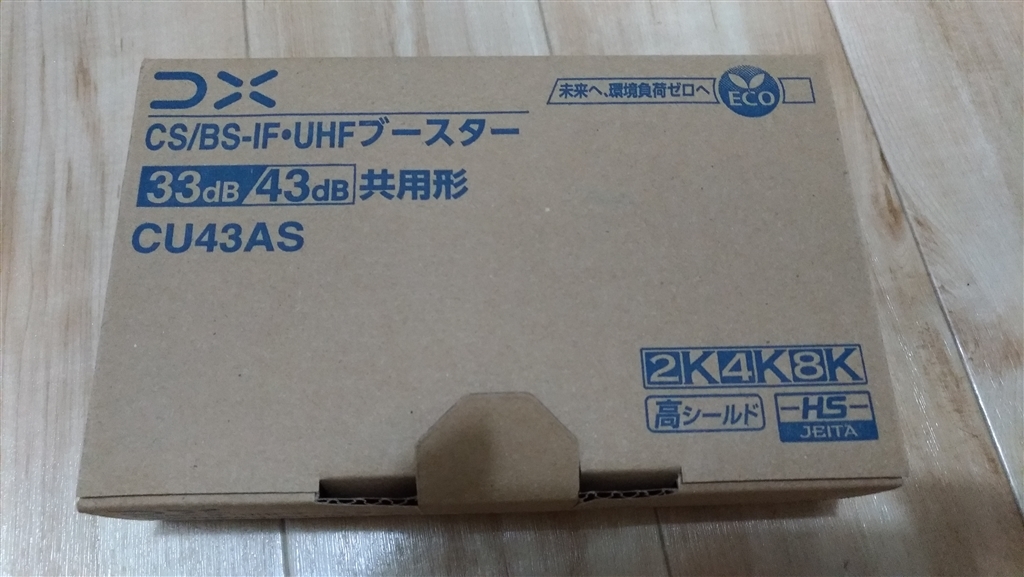 DX
未来へ、環境負荷ゼロへ ECO
CS/BS-IF・UHFブースター
33dB/43dB 共用形
CU43AS
2K4K8K
高シールド
-HS-
JEITA